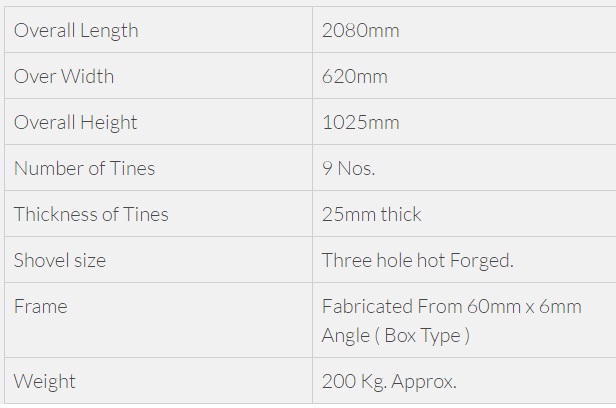 Overall Length 2080mm
Over Width 620mm
Overall Height 1025mm
Number of Tines 9 Nos.
Thickness of Tines 25mm thick
Shovel size Three hole hot Forged.
Frame Fabricated From 60mm x 6mm
Angle ( Box Type )
Weight 200 Kg. Approx.